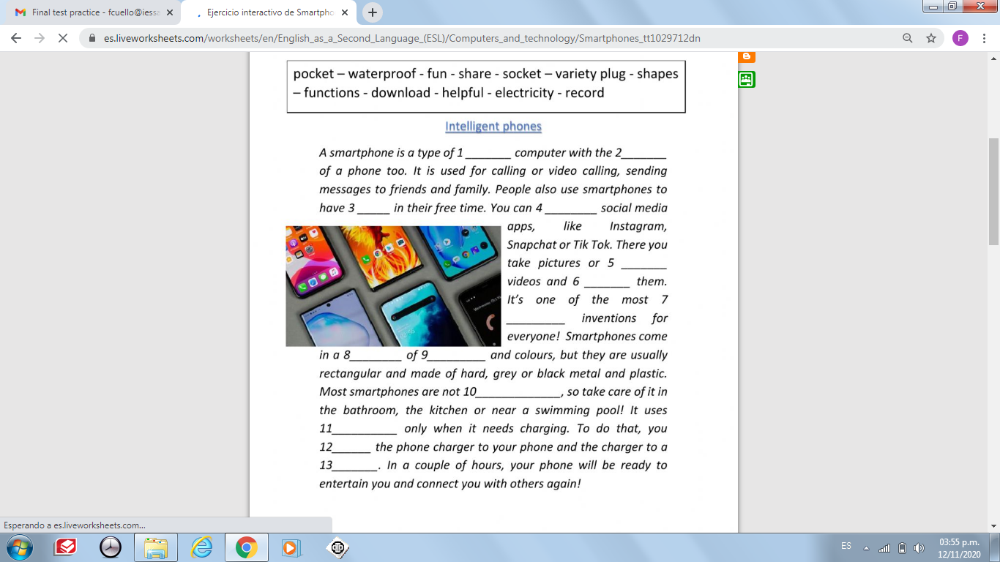 Final test practice - fcuello@iessa
Ejercicio interactivo de Smartpho
es.liveworksheets.com/worksheets/en/English_as_a_Second_Language_(ESL)/Computers_and_technology/Smartphones_tt1029712dn
F
pocket – waterproof - fun - share - socket – variety plug - shapes
– functions - download - helpful - electricity - record
Intelligent phones
A smartphone is a type of 1 _______ computer with the 2_______
of a phone too. It is used for calling or video calling, sending
messages to friends and family. People also use smartphones to
have 3 _____ in their free time. You can 4 ________ social media
apps, like Instagram,
Snapchat or Tik Tok. There you
take pictures or 5 _______
videos and 6 _______ them.
It’s one of the most 7
_________ inventions for
everyone! Smartphones come
in a 8________ of 9_________ and colours, but they are usually
rectangular and made of hard, grey or black metal and plastic.
Most smartphones are not 10_____________, so take care of it in
the bathroom, the kitchen or near a swimming pool! It uses
11__________ only when it needs charging. To do that, you
12______ the phone charger to your phone and the charger to a
13_______. In a couple of hours, your phone will be ready to
entertain you and connect you with others again!
Esperando a es.liveworksheets.com...
ES
03:55 p.m.
12/11/2020